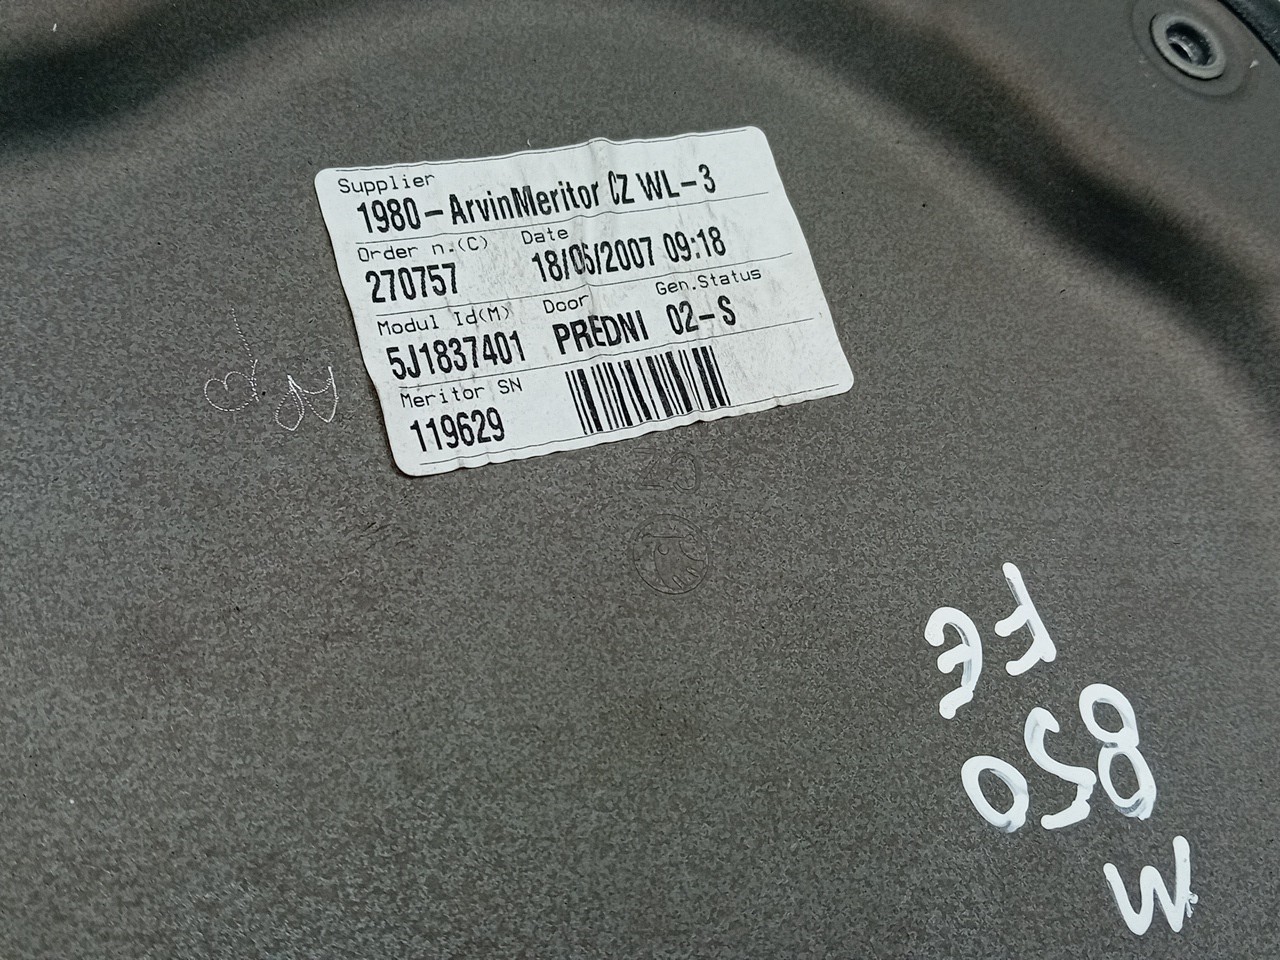 Supplier
1980-ArvinMeritor CZ WL-3
Order n.(C) Date
270757 18/05/2007 09:18
Modul Id(M) Door Gen.Status
5J1837401 PREDNI 02-S
Meritor SN
119629
850